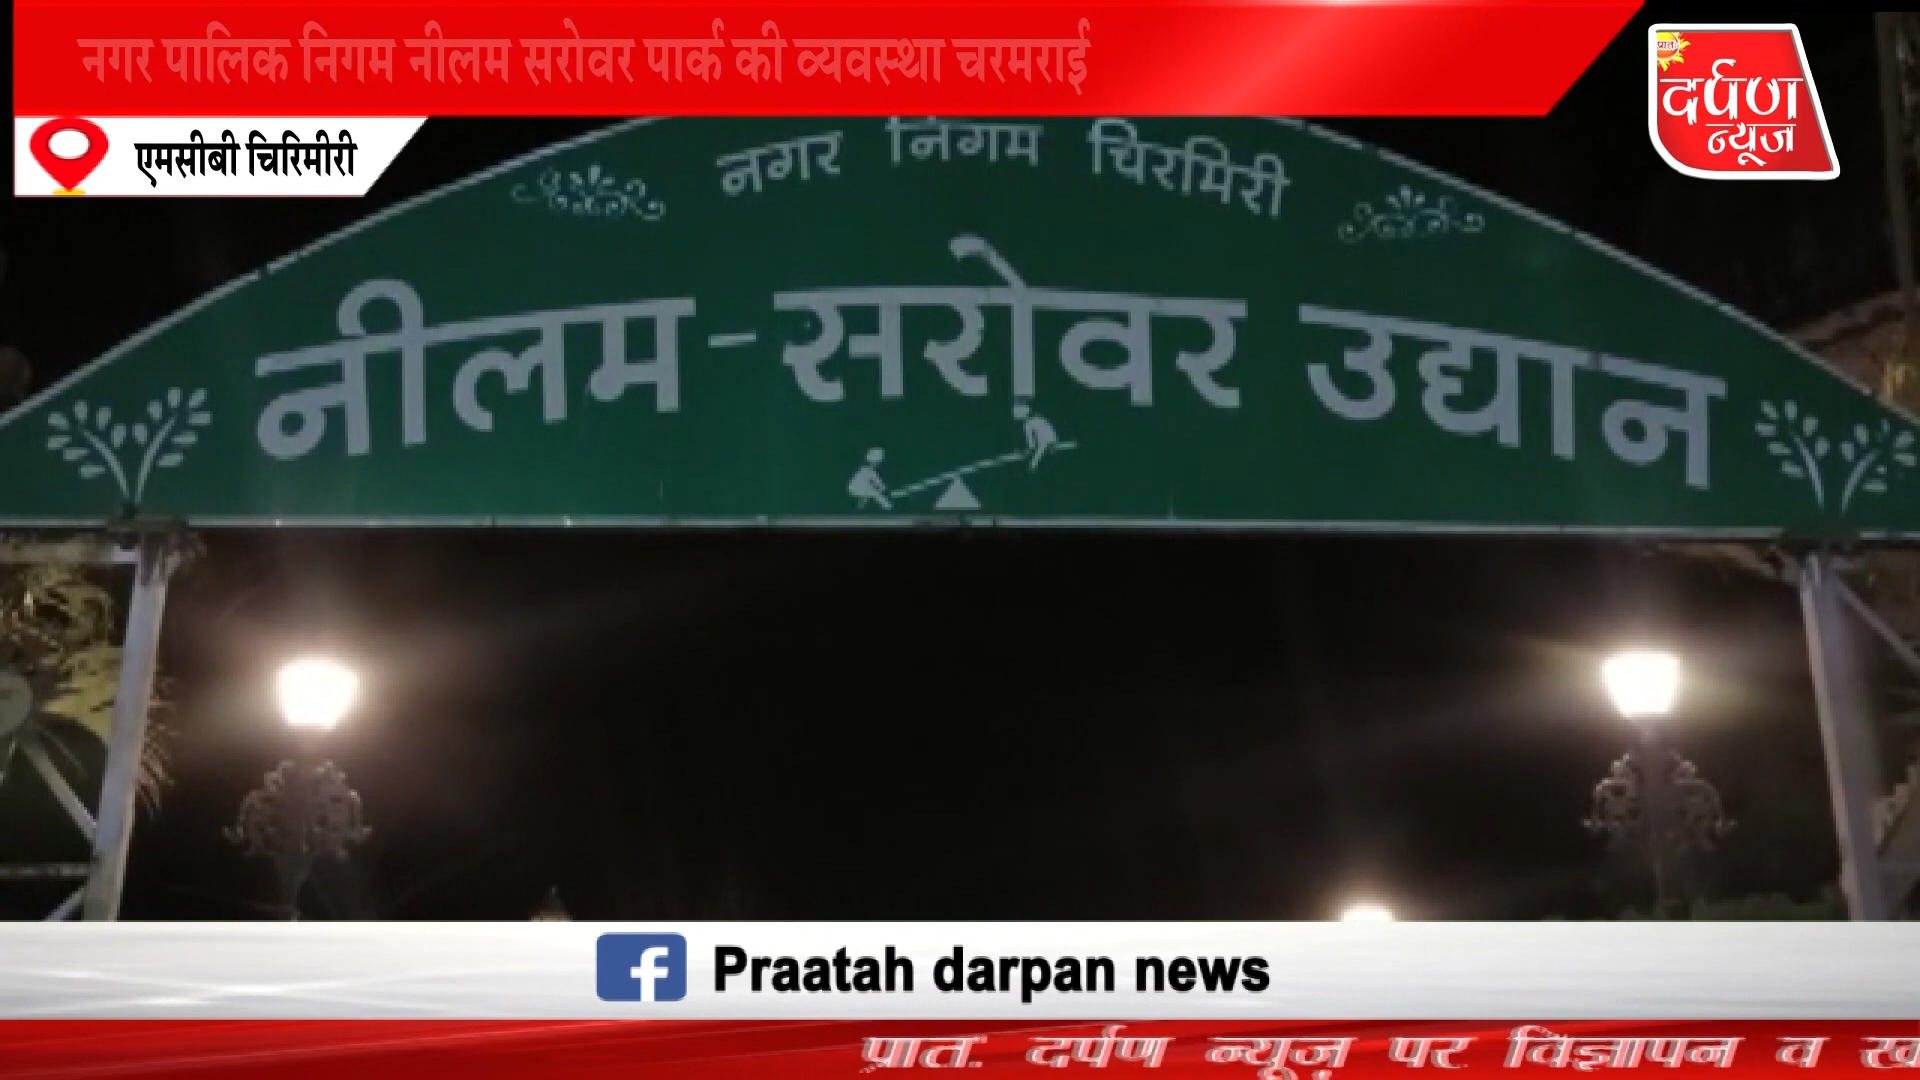 नगर पालिक निगम नीलम सरोवर पार्क की व्यवस्था चरमराई
प्रातः
दर्पण
न्यूज
एमसीबी चिरिमीरी
नगर निगम चिरमिरी
नीलम-सरोवर उद्यान
Praatah darpan news
प्रात: दर्पण न्यूज़ पर विज्ञापन व ख